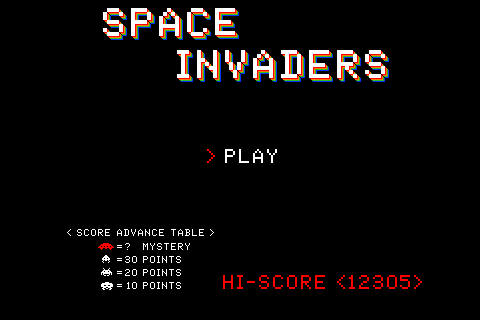 SPACE
INVADERS
> PLAY
< SCORE ADVANCE TABLE >
=? MYSTERY
=30 POINTS
=20 POINTS
=10 POINTS
HI-SCORE <12305>